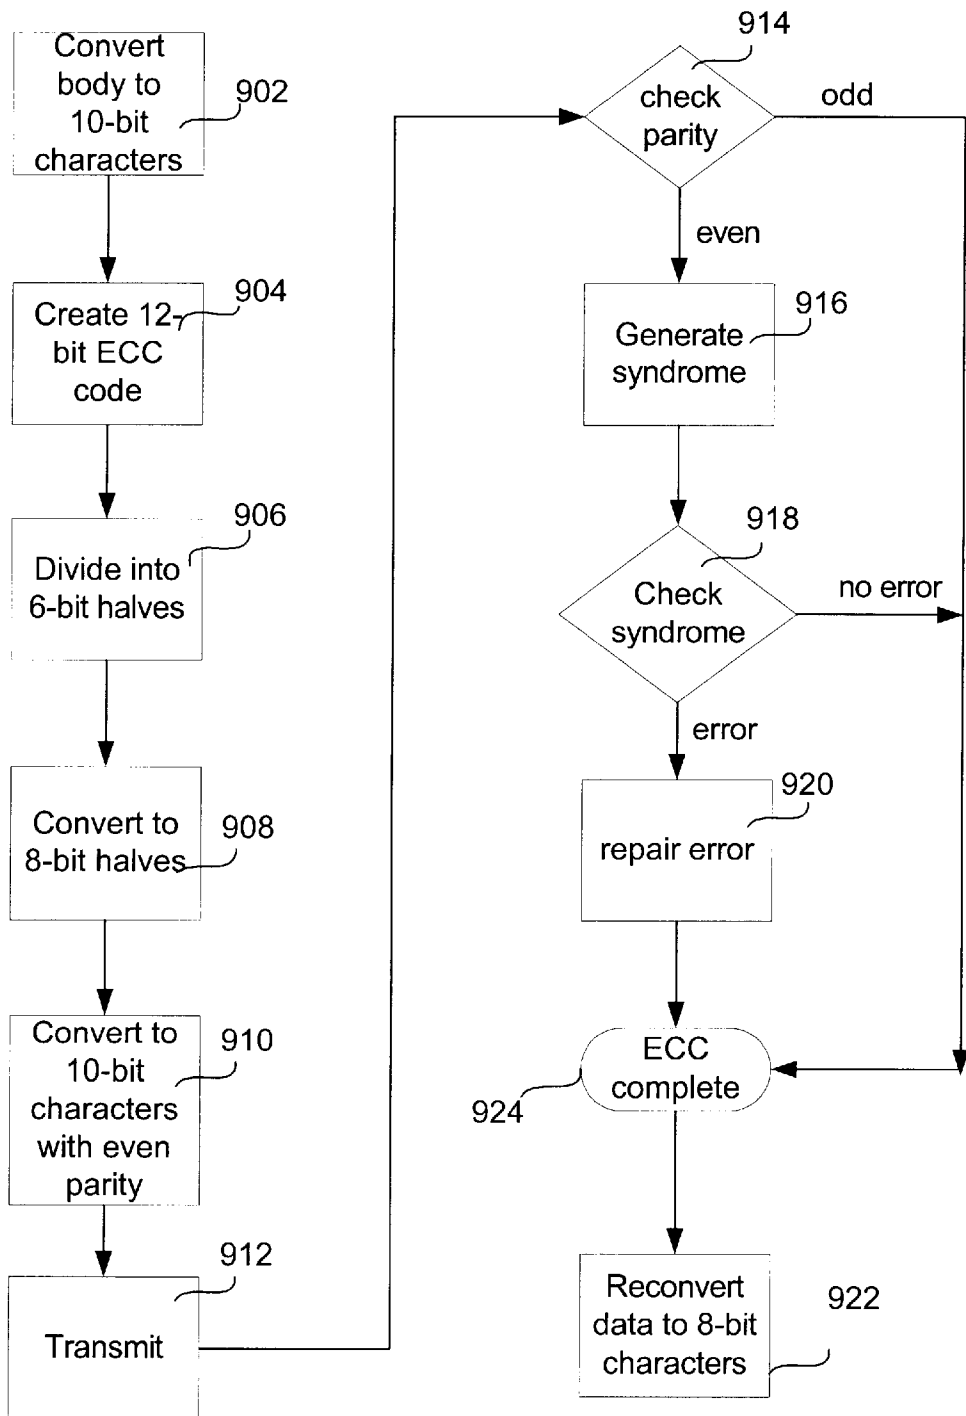 Convert
body to
10-bit
characters
902
Create 12-
bit ECC
code
904
Divide into
6-bit halves
906
Convert to
8-bit halves
908
Convert to
10-bit
characters
with even
parity
910
Transmit
912
check
parity
914
odd
even
Generate
syndrome
916
Check
syndrome
918
no error
error
repair error
920
ECC
complete
924
Reconvert
data to 8-bit
characters
922